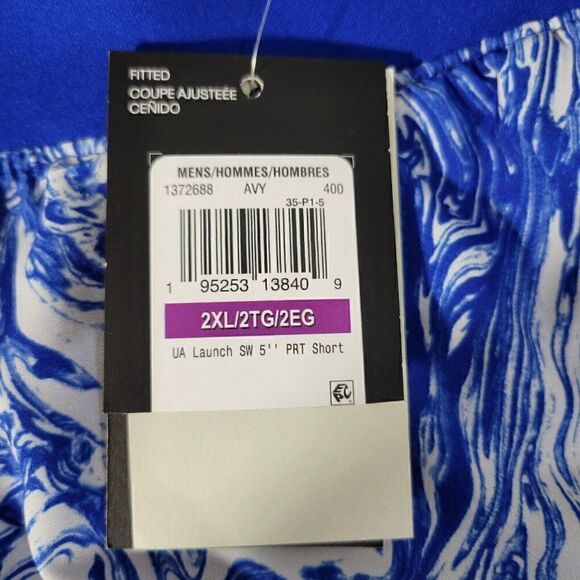 FITTED
COUPE AJUSTEÉE
CEÑIDO
MENS/HOMMES/HOMBRES
1372688 AVY 400
35-P1-5
1 95253 13840 9
2XL/2TG/2EG
UA Launch SW 5'' PRT Short
EPC